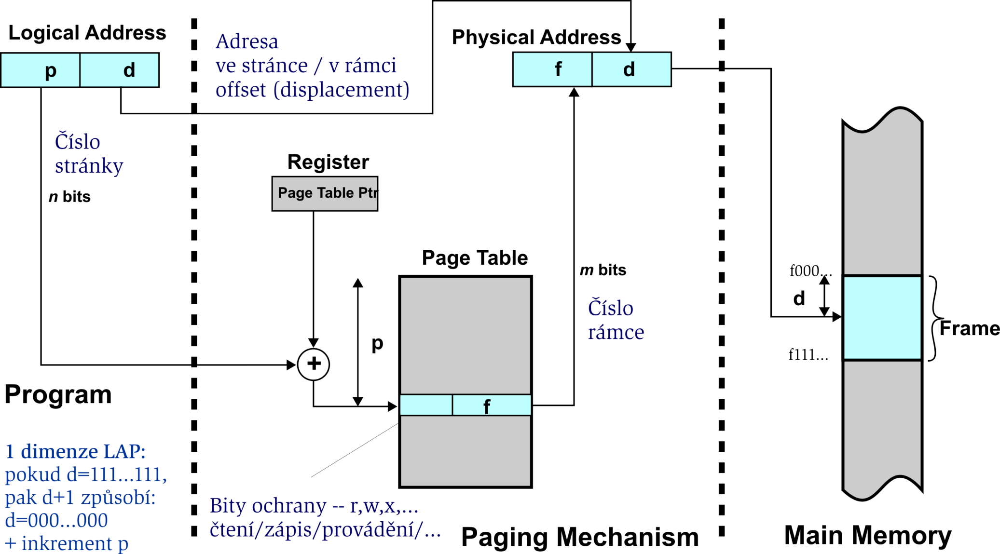 Logical Address
p
d
Číslo
stránky
n bits
Program
1 dimenze LAP:
pokud d=111...111,
pak d+1 způsobí:
d=000...000
+ inkrement p
Adresa
ve stránce / v rámci
offset (displacement)
Register
Page Table Ptr
+
p
Page Table
f
Bity ochrany -- r,w,x,...
čtení/zápis/provádění/...
Physical Address
f
d
m bits
Číslo
rámce
Paging Mechanism
f000...
d
f111...
Frame
Main Memory